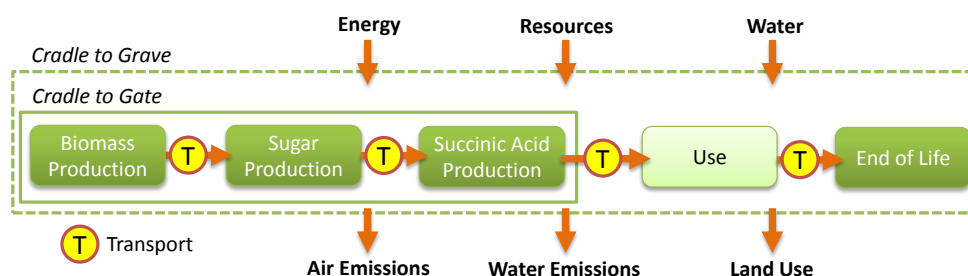 Energy
Resources
Water
Cradle to Grave
Cradle to Gate
Biomass
Production
T
Sugar
Production
T
Succinic Acid
Production
T
Use
T
End of Life
T
Transport
Air Emissions
Water Emissions
Land Use